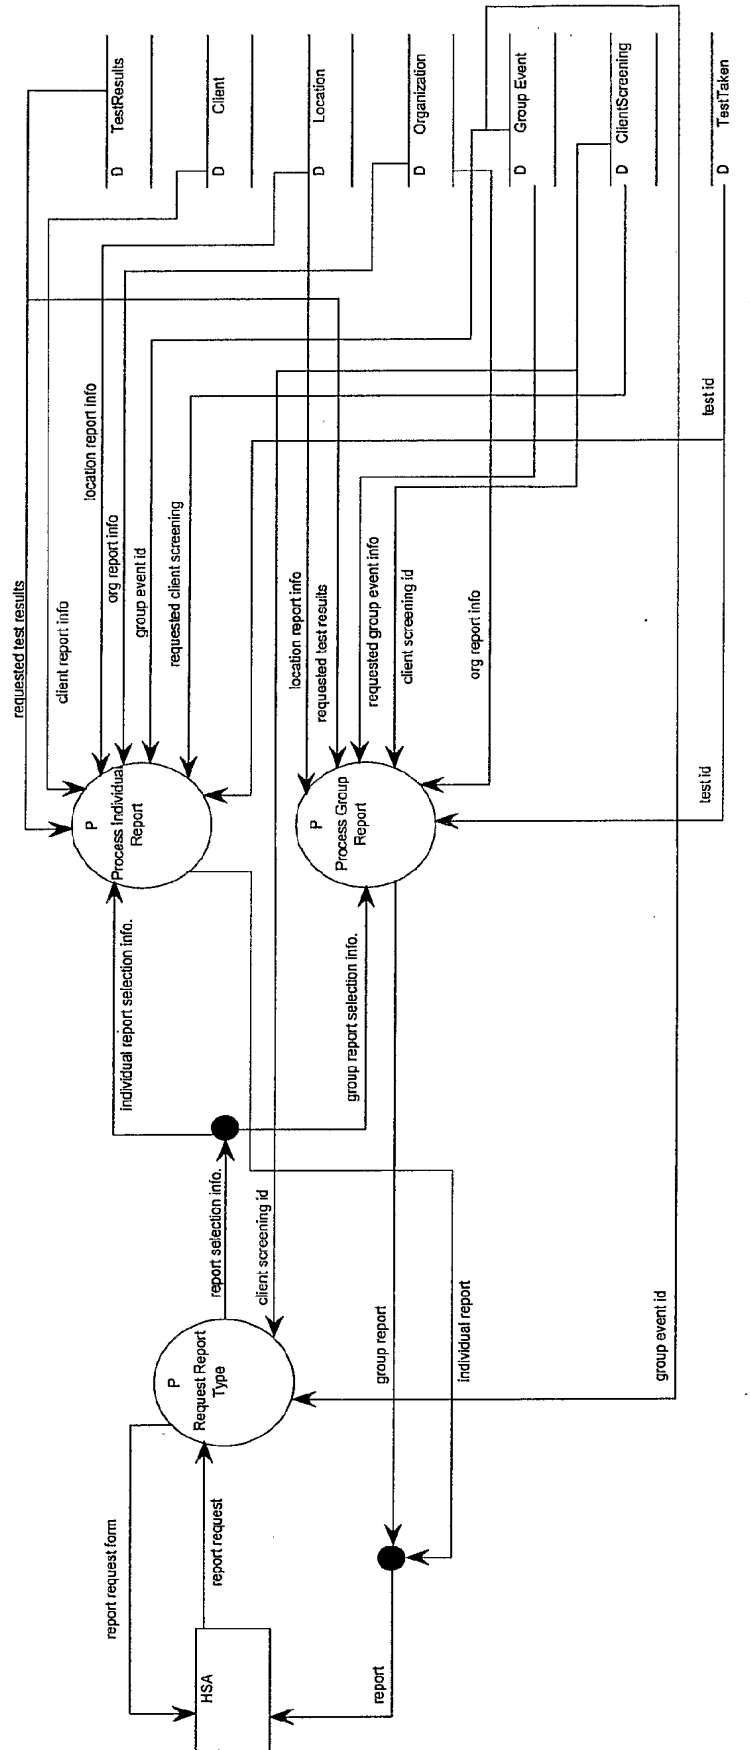 HSA
report request form
report request
report
P
Request Report
Type
report selection info.
client screening id
group report
individual report
group event id
individual report selection info.
group report selection info.
P
Process Individual
Report
P
Process Group
Report
requested test results
client report info
location report info
org report info
group event id
requested client screening
location report info
requested test results
requested group event info
client screening id
org report info
test id
test id
D TestResults
D Client
D Location
D Organization
D Group Event
D ClientScreening
D TestTaken